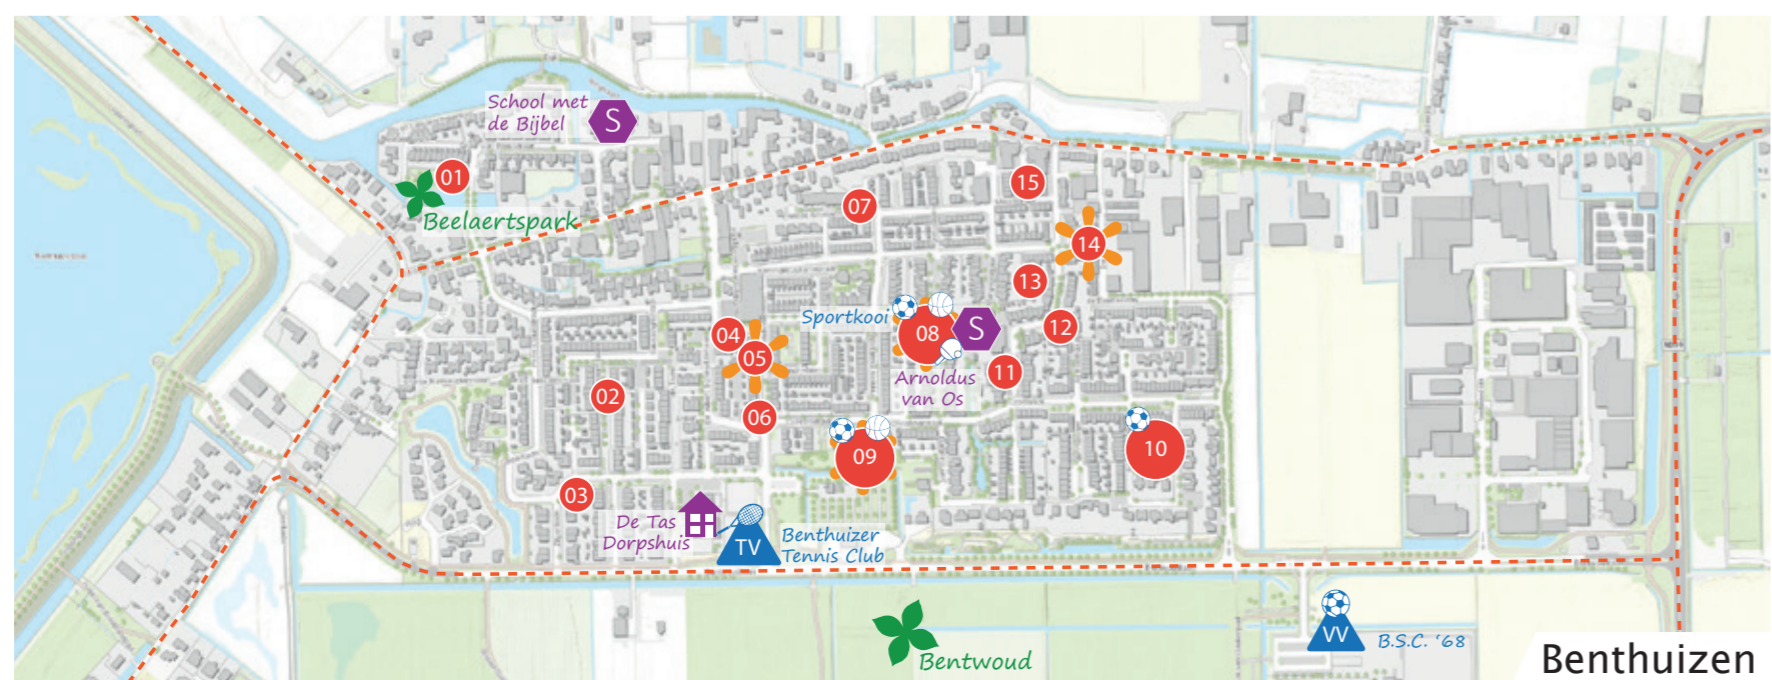 School met
de Bijbel
S
01
Beelaertspark
15
07
14
13
Sportkooi
08
S
12
04
05
11
Arnoldus
van Os
02
06
10
09
03
De Tas
Dorpshuis
TV
Benthuizer
Tennis Club
VV
B.S.C. '68
Bentwoud
Benthuizen